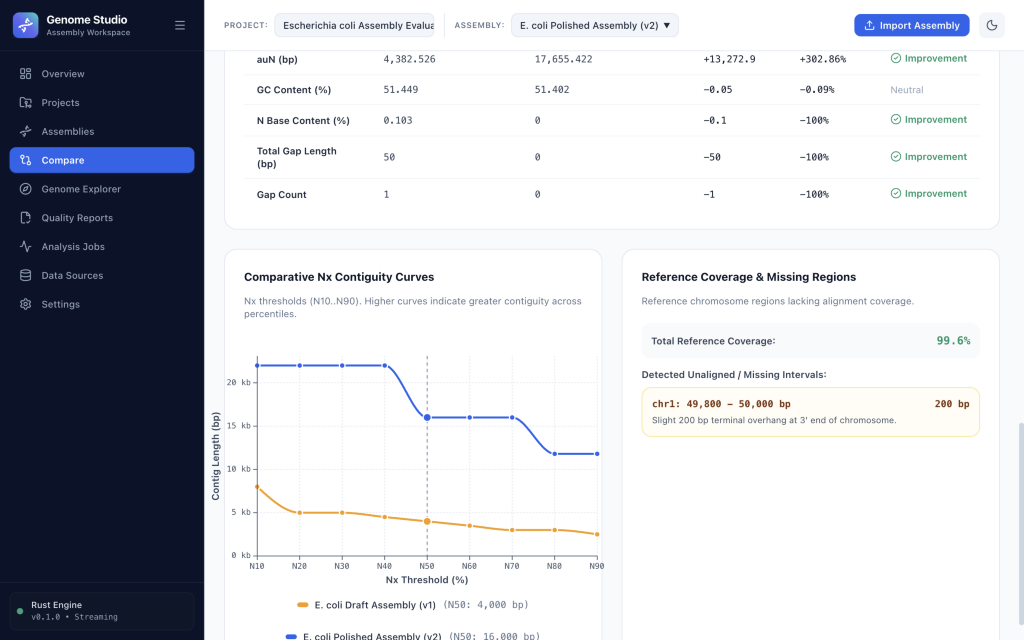 Genome Studio
Assembly Workspace
PROJECT: Escherichia coli Assembly Evalua
ASSEMBLY: E. coli Polished Assembly (v2) ▼
Import Assembly
Overview
Projects
Assemblies
Compare
Genome Explorer
Quality Reports
Analysis Jobs
Data Sources
Settings
Rust Engine
v0.1.0 • Streaming
auN (bp) 4,382.526 17,655.422 +13,272.9 +302.86% Improvement
GC Content (%) 51.449 51.402 −0.05 −0.09% Neutral
N Base Content (%) 0.103 0 −0.1 −100% Improvement
Total Gap Length
(bp) 50 0 −50 −100% Improvement
Gap Count 1 0 −1 −100% Improvement
Comparative Nx Contiguity Curves
Nx thresholds (N10..N90). Higher curves indicate greater contiguity across
percentiles.
Contig Length (bp)
20 kb
15 kb
10 kb
5 kb
0 kb
N10 N20 N30 N40 N50 N60 N70 N80 N90
Nx Threshold (%)
E. coli Draft Assembly (v1) (N50: 4,000 bp)
E. coli Polished Assembly (v2) (N50: 16,000 bp)
Reference Coverage & Missing Regions
Reference chromosome regions lacking alignment coverage.
Total Reference Coverage: 99.6%
Detected Unaligned / Missing Intervals:
chr1: 49,800 – 50,000 bp 200 bp
Slight 200 bp terminal overhang at 3' end of chromosome.